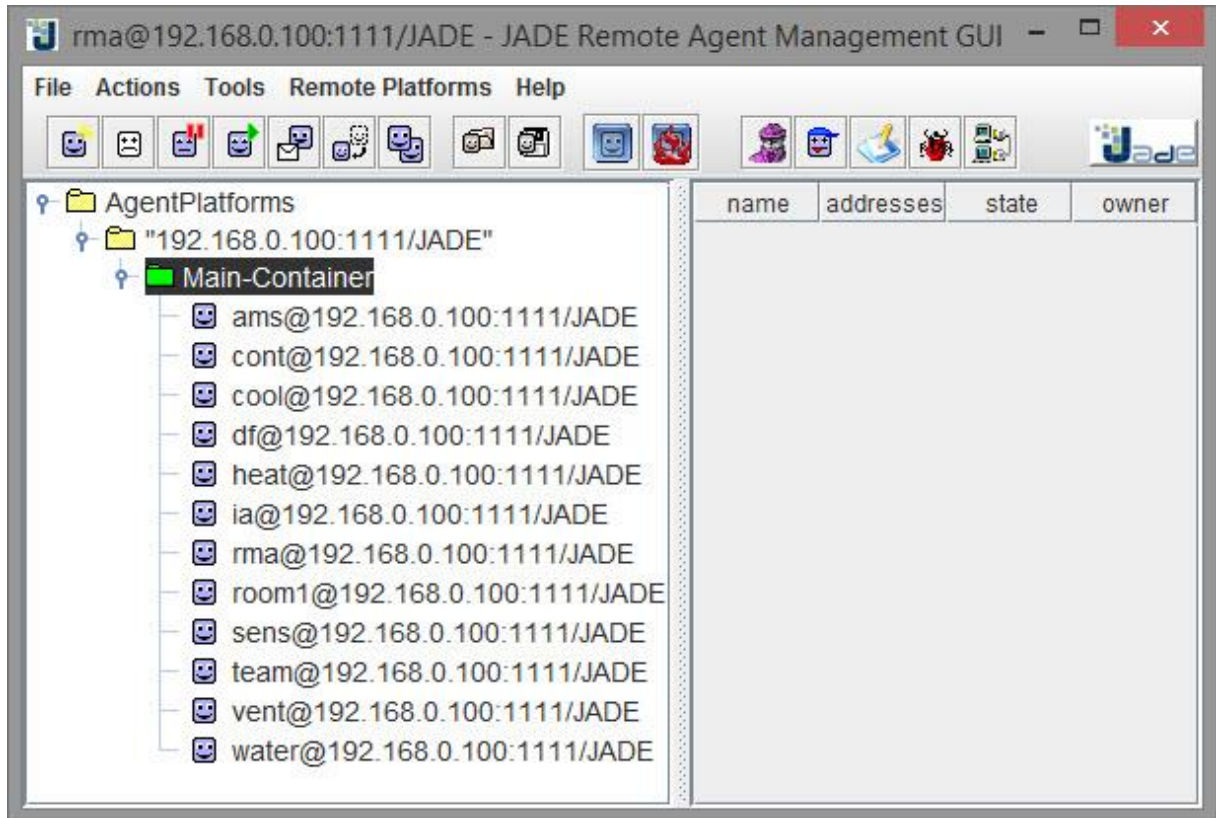 rma@192.168.0.100:1111/JADE - JADE Remote Agent Management GUI
File Actions Tools Remote Platforms Help
Jade
AgentPlatforms
name addresses state owner
"192.168.0.100:1111/JADE"
Main-Container
ams@192.168.0.100:1111/JADE
cont@192.168.0.100:1111/JADE
cool@192.168.0.100:1111/JADE
df@192.168.0.100:1111/JADE
heat@192.168.0.100:1111/JADE
ia@192.168.0.100:1111/JADE
rma@192.168.0.100:1111/JADE
room1@192.168.0.100:1111/JADE
sens@192.168.0.100:1111/JADE
team@192.168.0.100:1111/JADE
vent@192.168.0.100:1111/JADE
water@192.168.0.100:1111/JADE